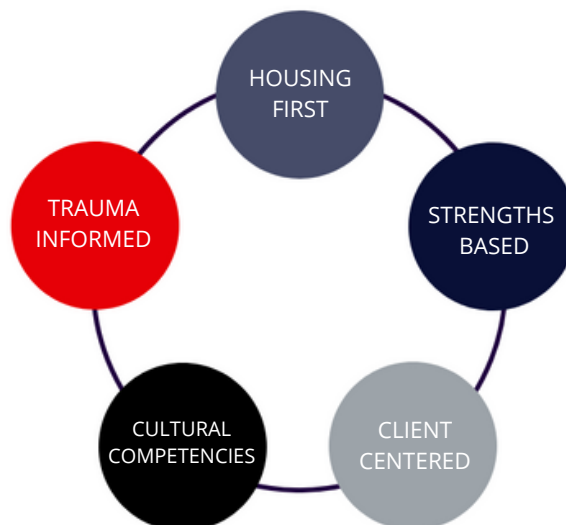 HOUSING
FIRST
STRENGTHS
BASED
CLIENT
CENTERED
CULTURAL
COMPETENCIES
TRAUMA
INFORMED